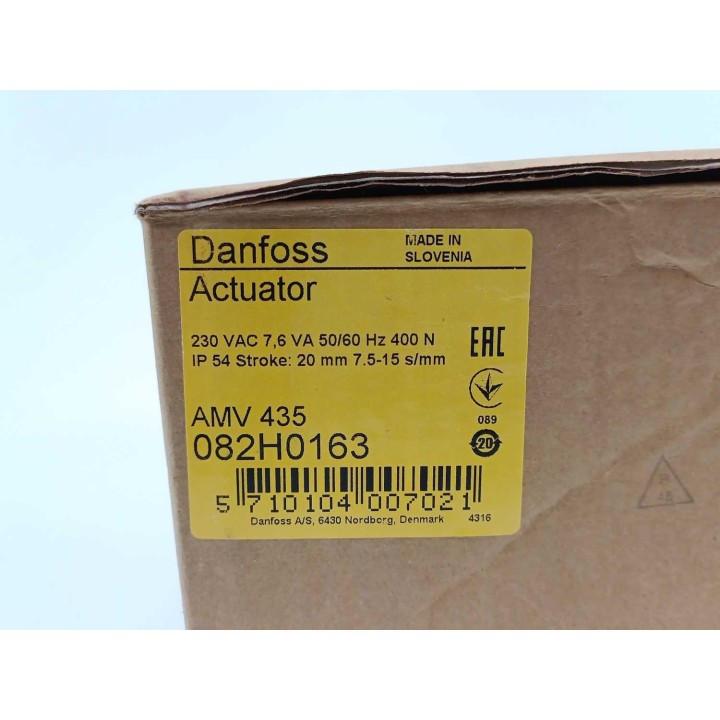 Danfoss
MADE IN
SLOVENIA
Actuator
230 VAC 7,6 VA 50/60 Hz 400 N
IP 54 Stroke: 20 mm 7.5-15 s/mm
EAC
089
20
AMV 435
082H0163
5 710104 007021
Danfoss A/S, 6430 Nordborg, Denmark
4316